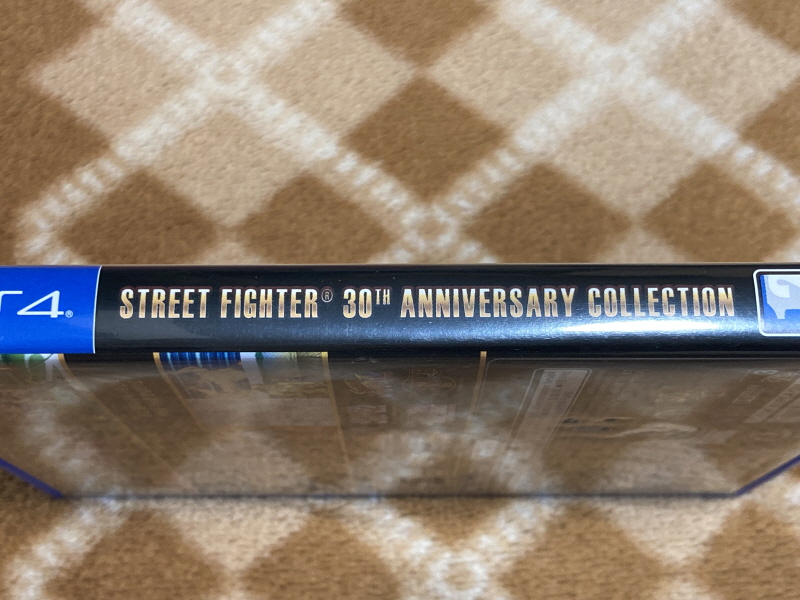 PS4®
STREET FIGHTER® 30TH ANNIVERSARY COLLECTION